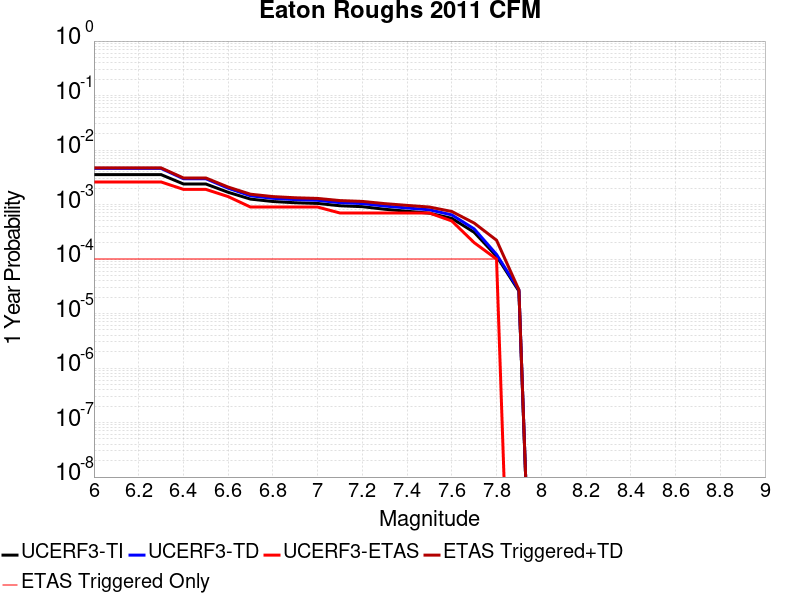 Eaton Roughs 2011 CFM
1 Year Probability
10^0
10^-1
10^-2
10^-3
10^-4
10^-5
10^-6
10^-7
10^-8
6 6.2 6.4 6.6 6.8 7 7.2 7.4 7.6 7.8 8 8.2 8.4 8.6 8.8 9
Magnitude
UCERF3-TI UCERF3-TD UCERF3-ETAS ETAS Triggered+TD
ETAS Triggered Only